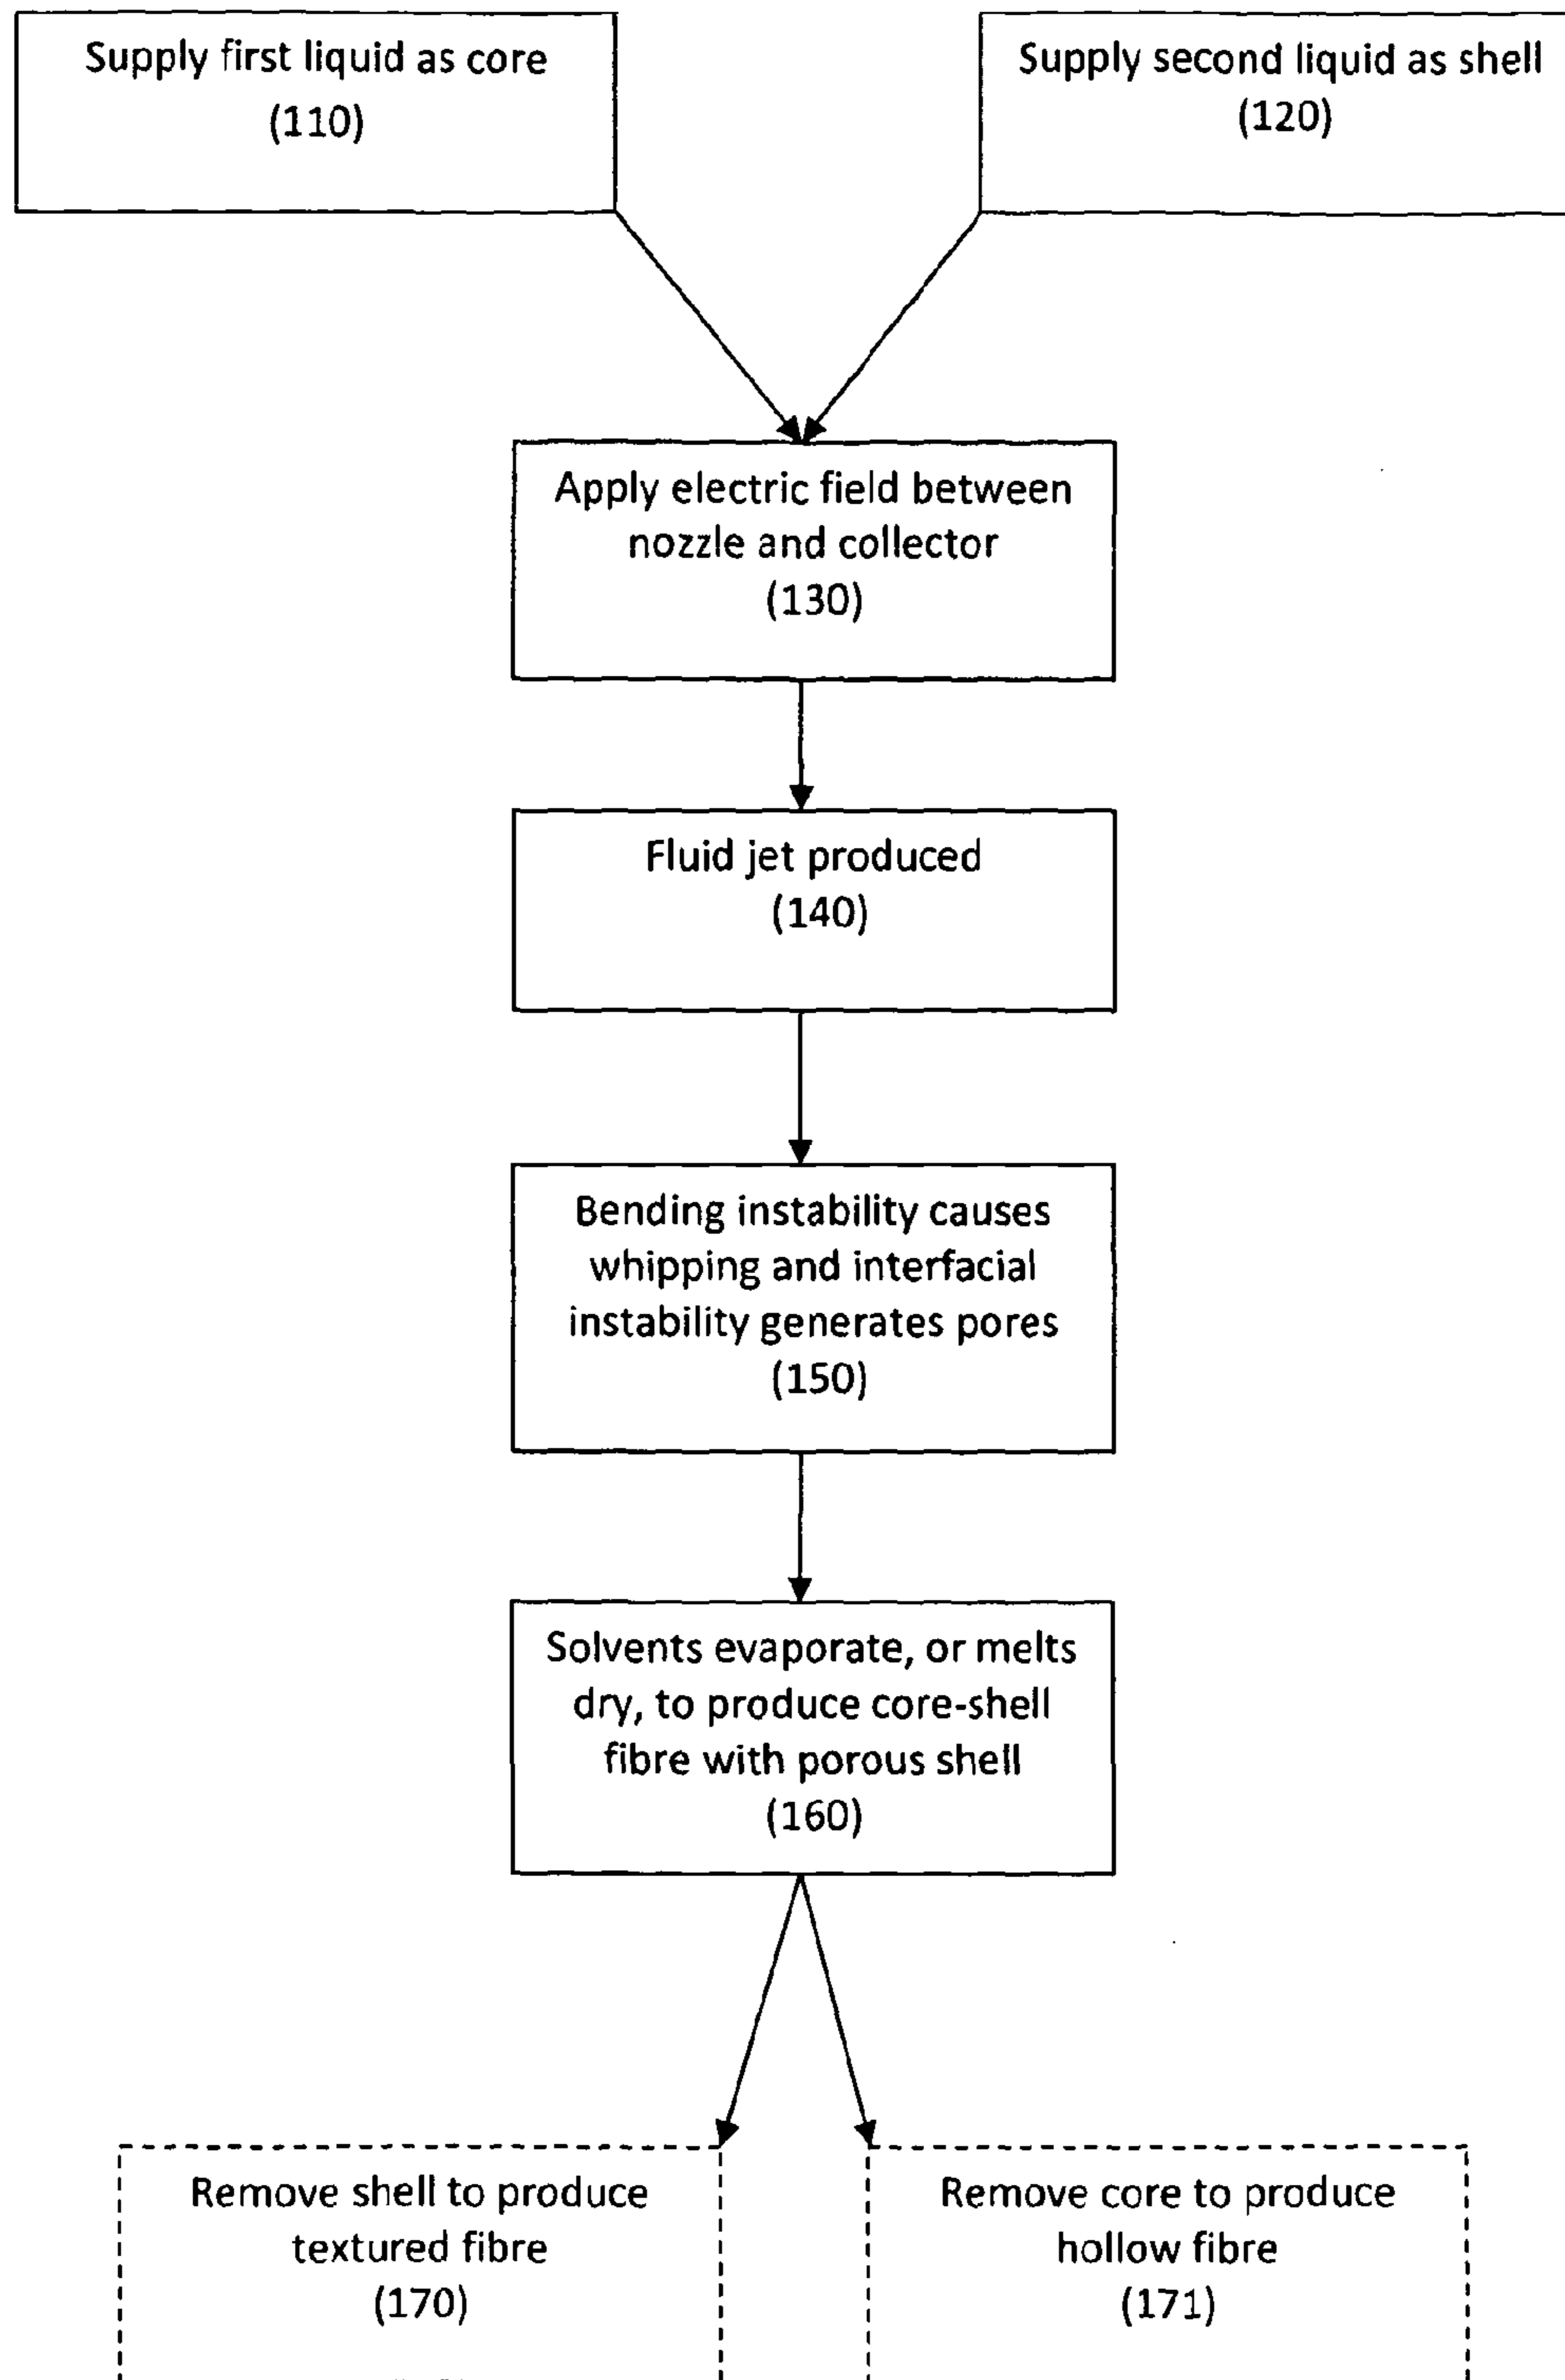 Supply first liquid as core
(110)
Supply second liquid as shell
(120)
Apply electric field between
nozzle and collector
(130)
Fluid jet produced
(140)
Bending instability causes
whipping and interfacial
instability generates pores
(150)
Solvents evaporate, or melts
dry, to produce core-shell
fibre with porous shell
(160)
Remove shell to produce
textured fibre
(170)
Remove core to produce
hollow fibre
(171)